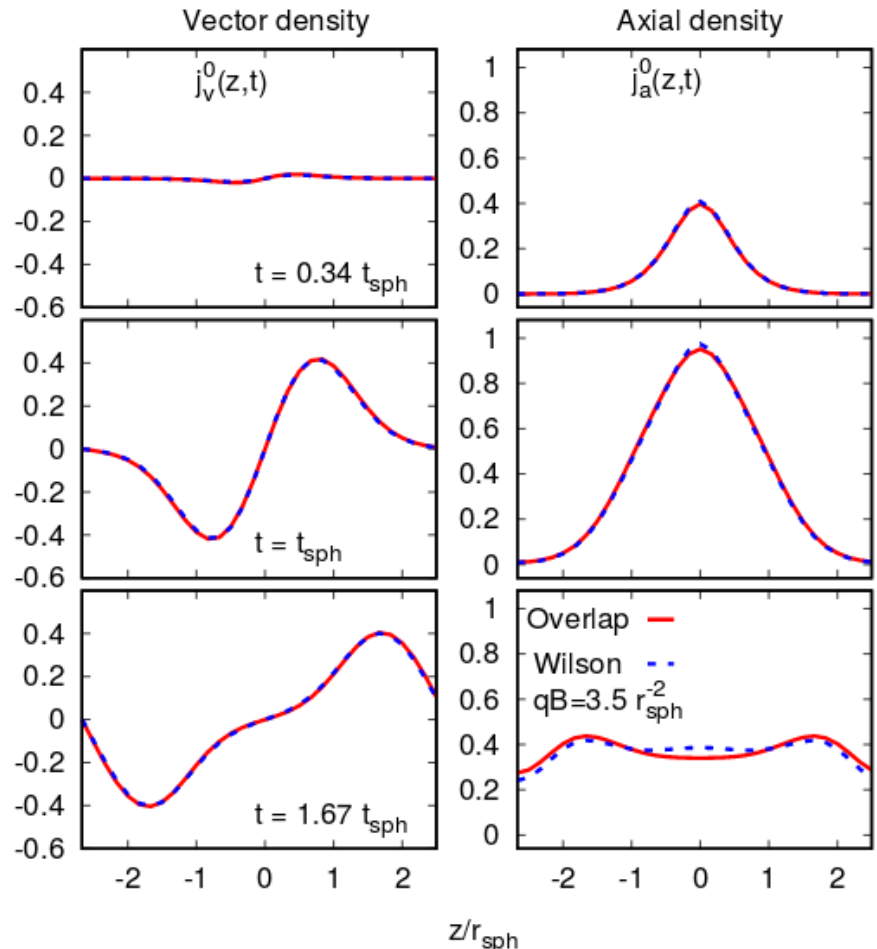 Vector density
Axial density
j_v^0(z,t)
j_a^0(z,t)
0.4
0.2
0
-0.2
-0.4
-0.6
t = 0.34 t_sph
1
0.8
0.6
0.4
0.2
0
0.4
0.2
0
-0.2
-0.4
-0.6
t = t_sph
1
0.8
0.6
0.4
0.2
0
0.4
0.2
0
-0.2
-0.4
-0.6
t = 1.67 t_sph
-2 -1 0 1 2
1
0.8
0.6
0.4
0.2
0
Overlap
Wilson
qB=3.5 r_sph^-2
-2 -1 0 1 2
z/r_sph